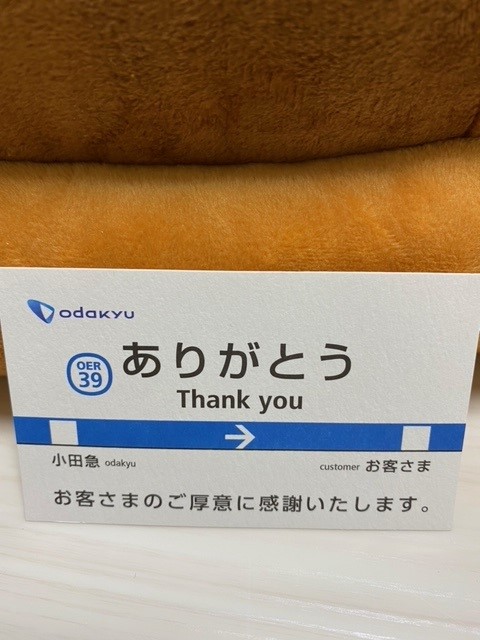 odakyu
OER
39
ありがとう
Thank you
→
小田急 odakyu
customer お客さま
お客さまのご厚意に感謝いたします。